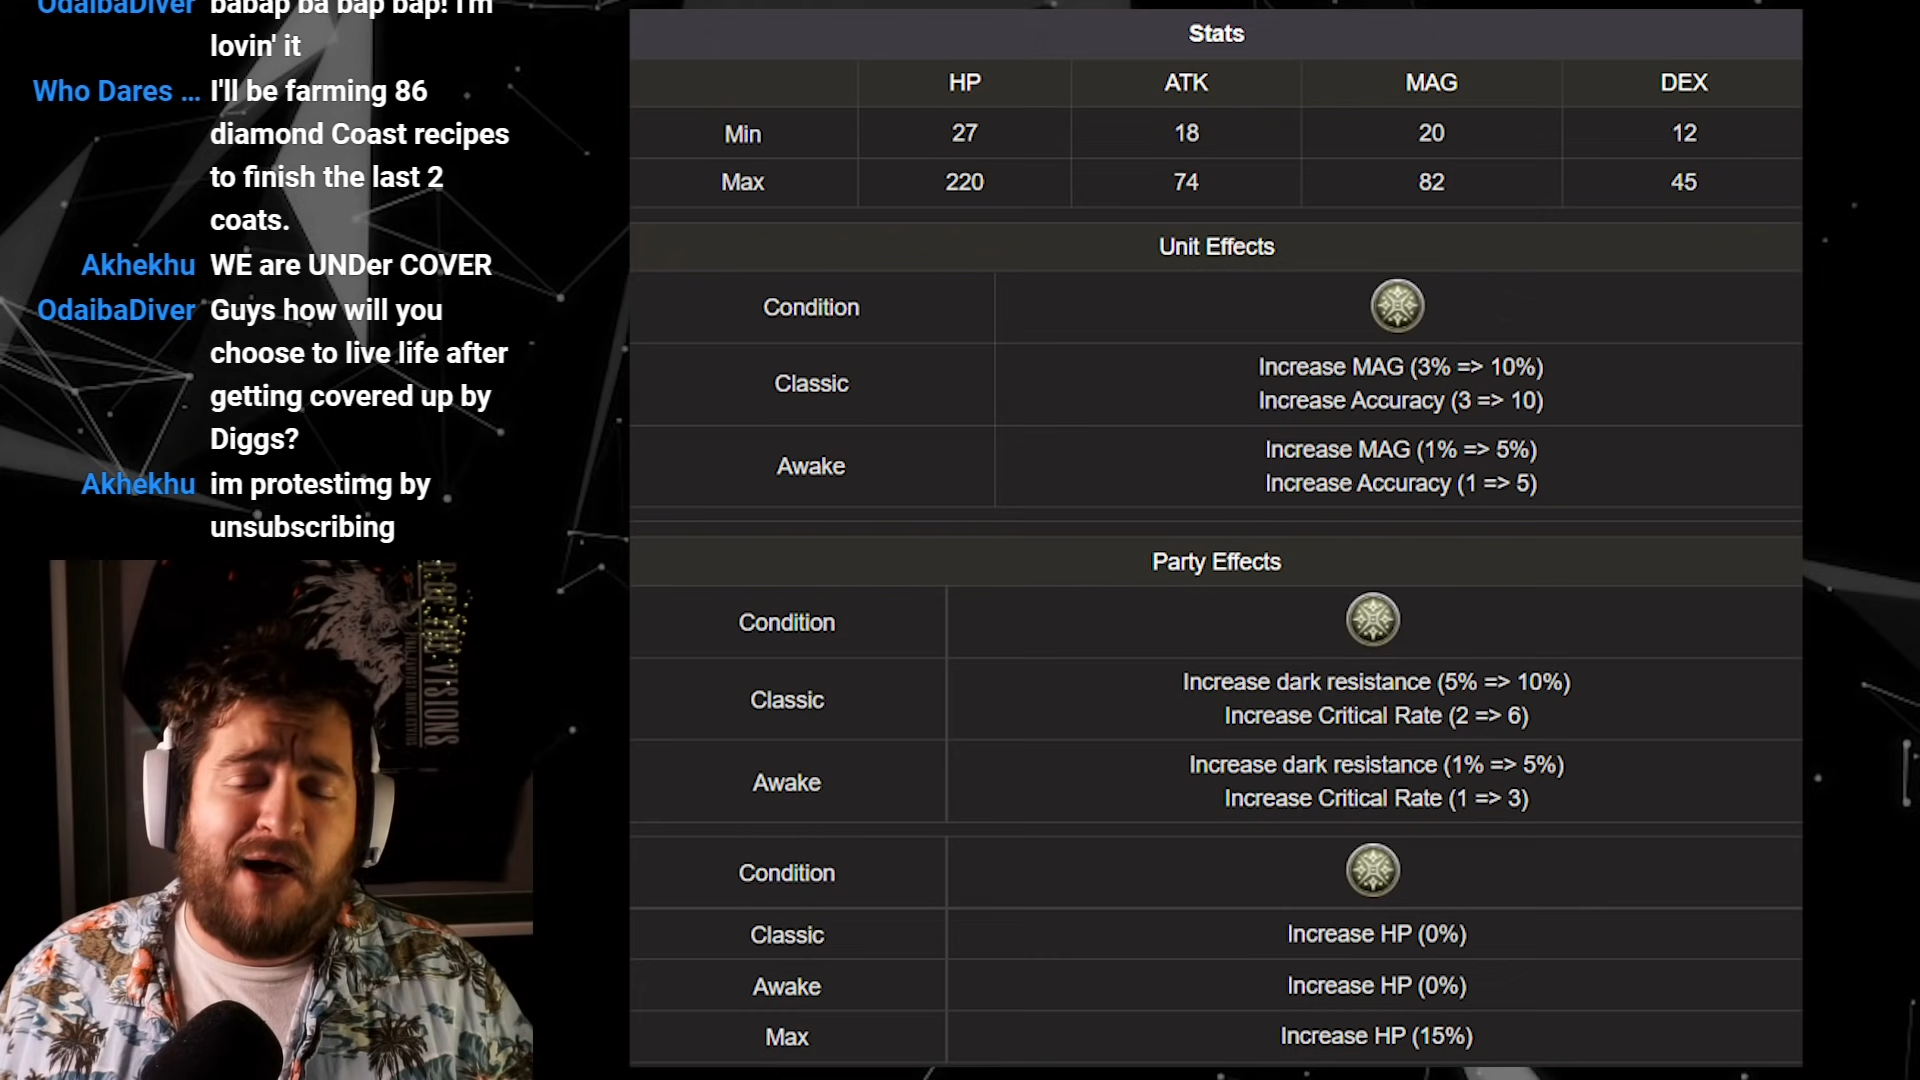 OdaibaDiver babap ba bap bap! I'm
lovin' it
Who Dares ... I'll be farming 86
diamond Coast recipes
to finish the last 2
coats.
Akhekhu WE are UNDer COVER
OdaibaDiver Guys how will you
choose to live life after
getting covered up by
Diggs?
Akhekhu im protestimg by
unsubscribing
VISIONS
Stats
HP ATK MAG DEX
Min 27 18 20 12
Max 220 74 82 45
Unit Effects
Condition
Classic Increase MAG (3% => 10%)
Increase Accuracy (3 => 10)
Awake Increase MAG (1% => 5%)
Increase Accuracy (1 => 5)
Party Effects
Condition
Classic Increase dark resistance (5% => 10%)
Increase Critical Rate (2 => 6)
Awake Increase dark resistance (1% => 5%)
Increase Critical Rate (1 => 3)
Condition
Classic Increase HP (0%)
Awake Increase HP (0%)
Max Increase HP (15%)